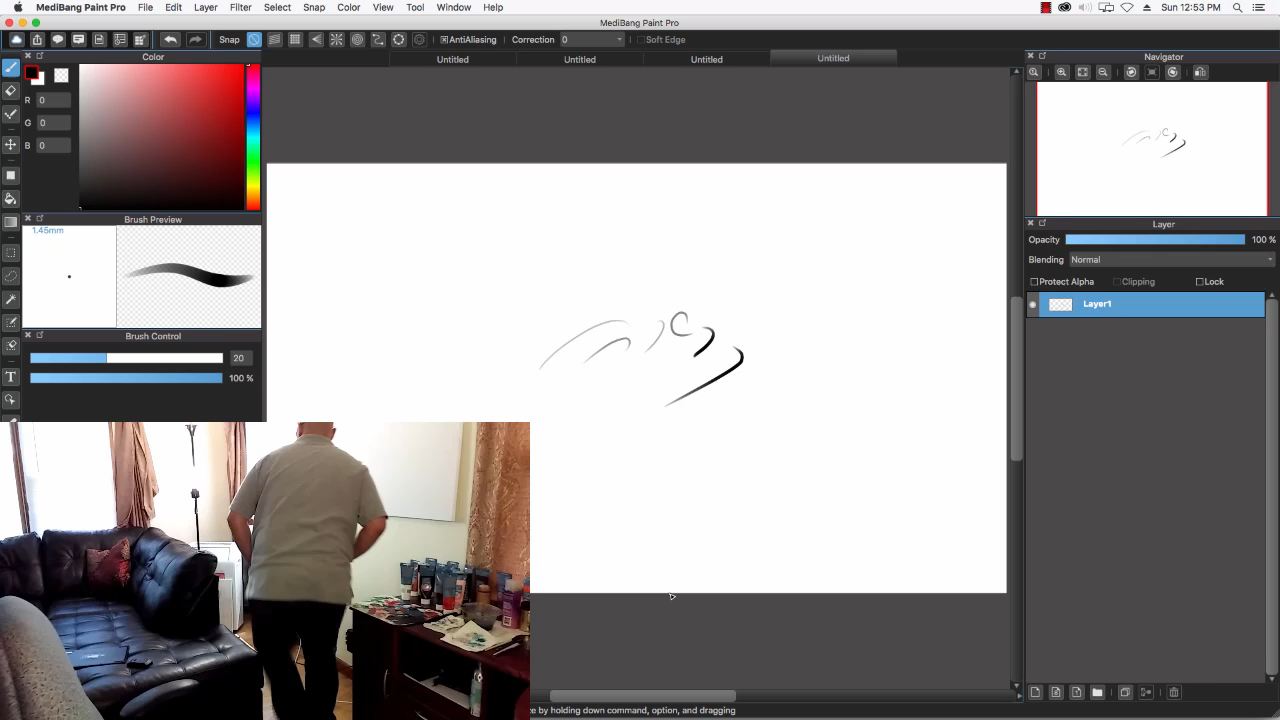 MediBang Paint Pro File Edit Layer Filter Select Snap Color View Tool Window Help Sun 12:53 PM
MediBang Paint Pro
Snap AntiAliasing Correction 0 Soft Edge
Color Untitled Untitled Untitled Untitled Navigator
R 0
G 0
B 0
Brush Preview
1.45mm
Brush Control
20
100 %
T
Layer
Opacity 100 %
Blending Normal
Protect Alpha Clipping Lock
Layer1
e by holding down command, option, and dragging